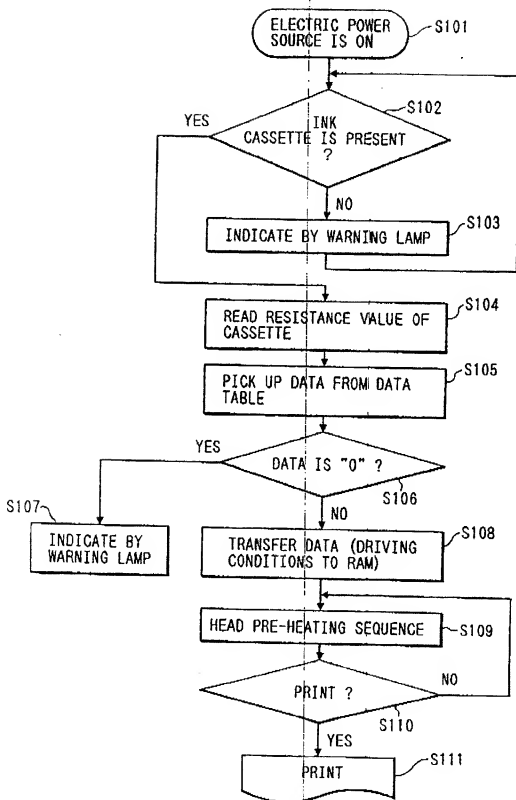 ELECTRIC POWER
SOURCE IS ON
S101
S102
YES
INK
CASSETTE IS PRESENT
?
NO
S103
INDICATE BY WARNING LAMP
S104
READ RESISTANCE VALUE OF
CASSETTE
S105
PICK UP DATA FROM DATA
TABLE
YES
DATA IS "0" ?
S106
S107
NO
INDICATE BY
WARNING LAMP
S108
TRANSFER DATA (DRIVING
CONDITIONS TO RAM)
HEAD PRE-HEATING SEQUENCE
S109
NO
PRINT ?
S110
YES
S111
PRINT